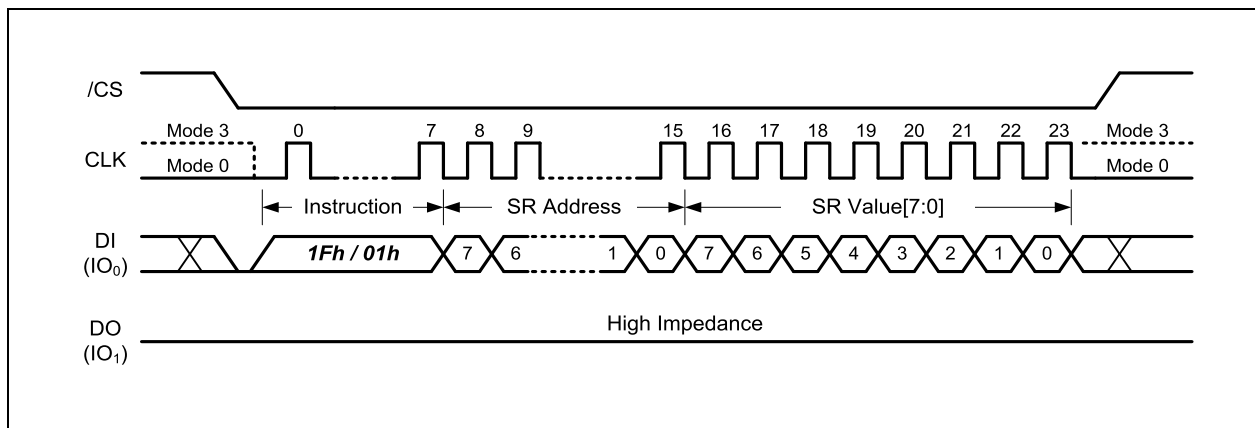 /CS
Mode 3 0 7 8 9 15 16 17 18 19 20 21 22 23 Mode 3
CLK
Mode 0 Mode 0
Instruction SR Address SR Value[7:0]
DI 1Fh / 01h 7 6 1 0 7 6 5 4 3 2 1 0
(IO₀)
High Impedance
DO
(IO₁)